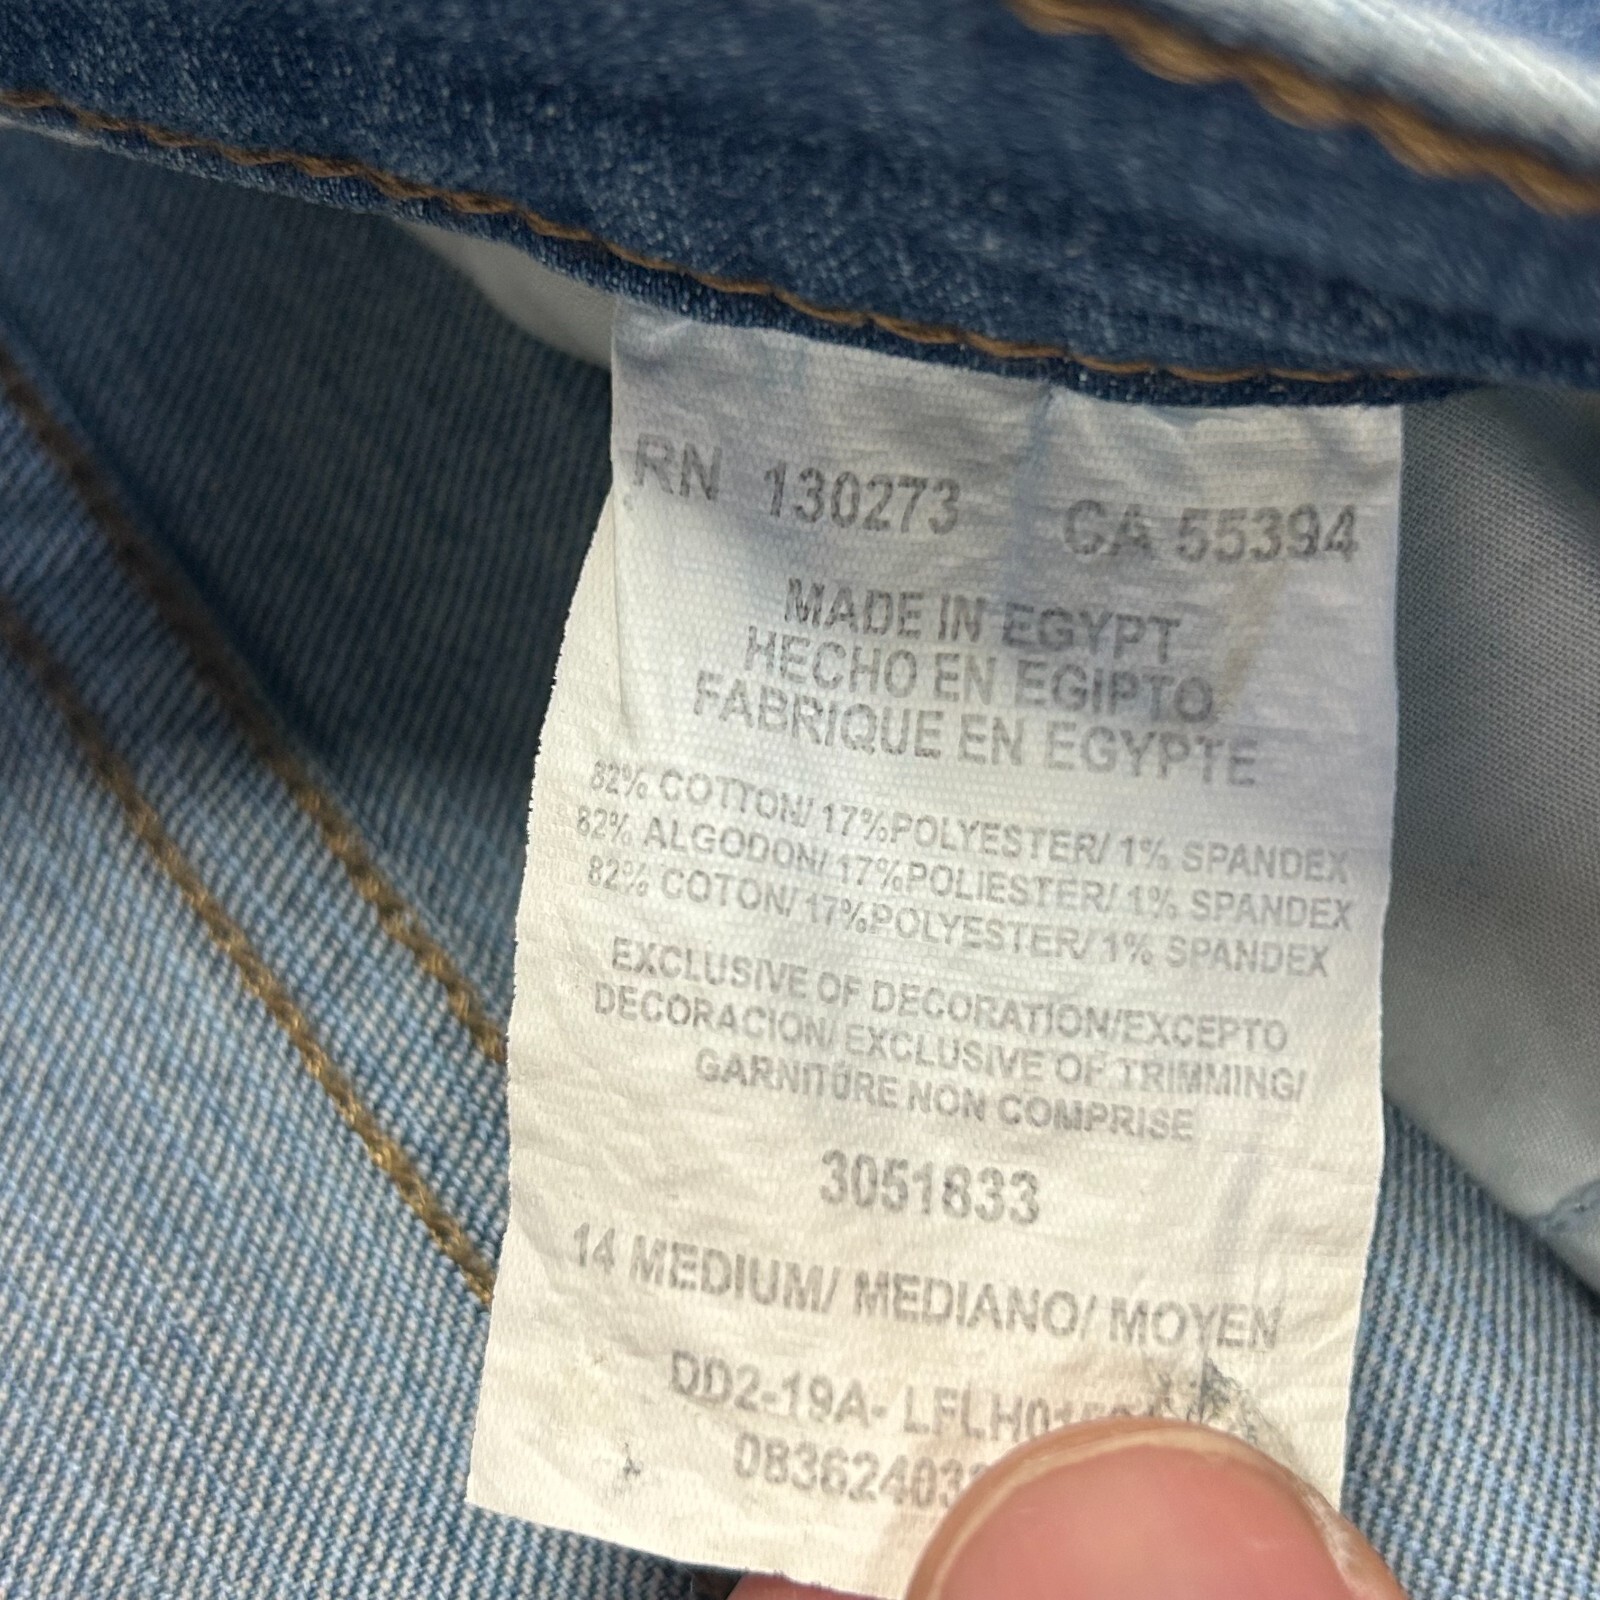 RN 130273 CA 55394
MADE IN EGYPT
HECHO EN EGIPTO
FABRIQUE EN EGYPTE
82% COTTON/ 17%POLYESTER/ 1% SPANDEX
82% ALGODON/ 17%POLIESTER/ 1% SPANDEX
82% COTON/ 17%POLYESTER/ 1% SPANDEX
EXCLUSIVE OF DECORATION/EXCEPTO
DECORACION/ EXCLUSIVE OF TRIMMING/
GARNITURE NON COMPRISE
3051833
14 MEDIUM/ MEDIANO/ MOYEN
DD2-19A-